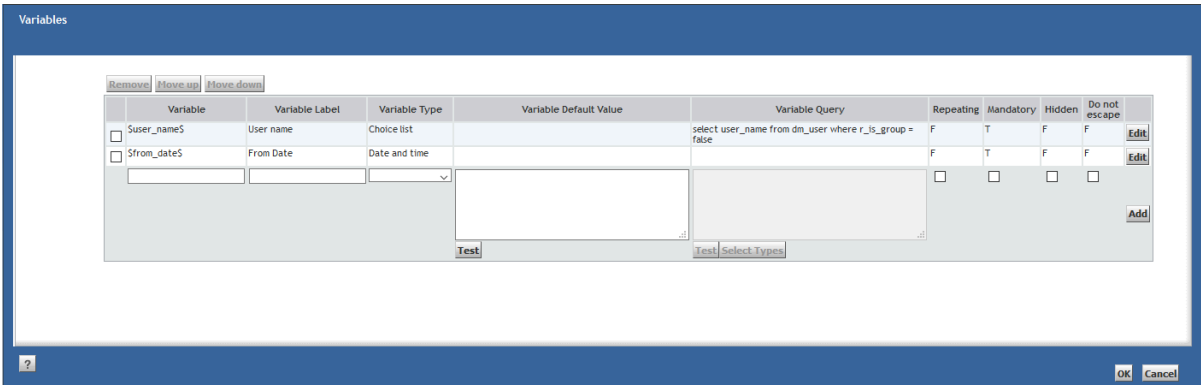 Variables
Remove Move up Move down
Variable Variable Label Variable Type Variable Default Value Variable Query Repeating Mandatory Hidden Do not
escape
$user_name$ User name Choice list select user_name from dm_user where r_is_group = F T F F Edit
false
$from_date$ From Date Date and time F T F F Edit
Add
Test Test Select Types
?
OK Cancel